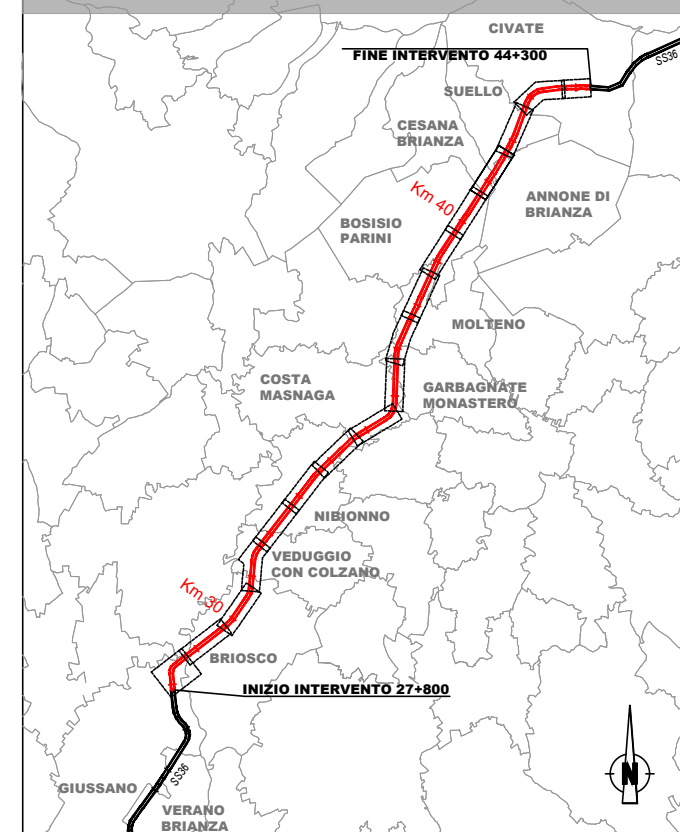 CIVATE
FINE INTERVENTO 44+300
SS36
SUELLO
CESANA
BRIANZA
Km 40
ANNONE DI
BRIANZA
BOSISIO
PARINI
MOLTENO
COSTA
MASNAGA
GARBAGNATE
MONASTERO
NIBIONNO
VEDUGGIO
CON COLZANO
Km 30
BRIOSCO
INIZIO INTERVENTO 27+800
SS36
GIUSSANO
VERANO
BRIANZA
N